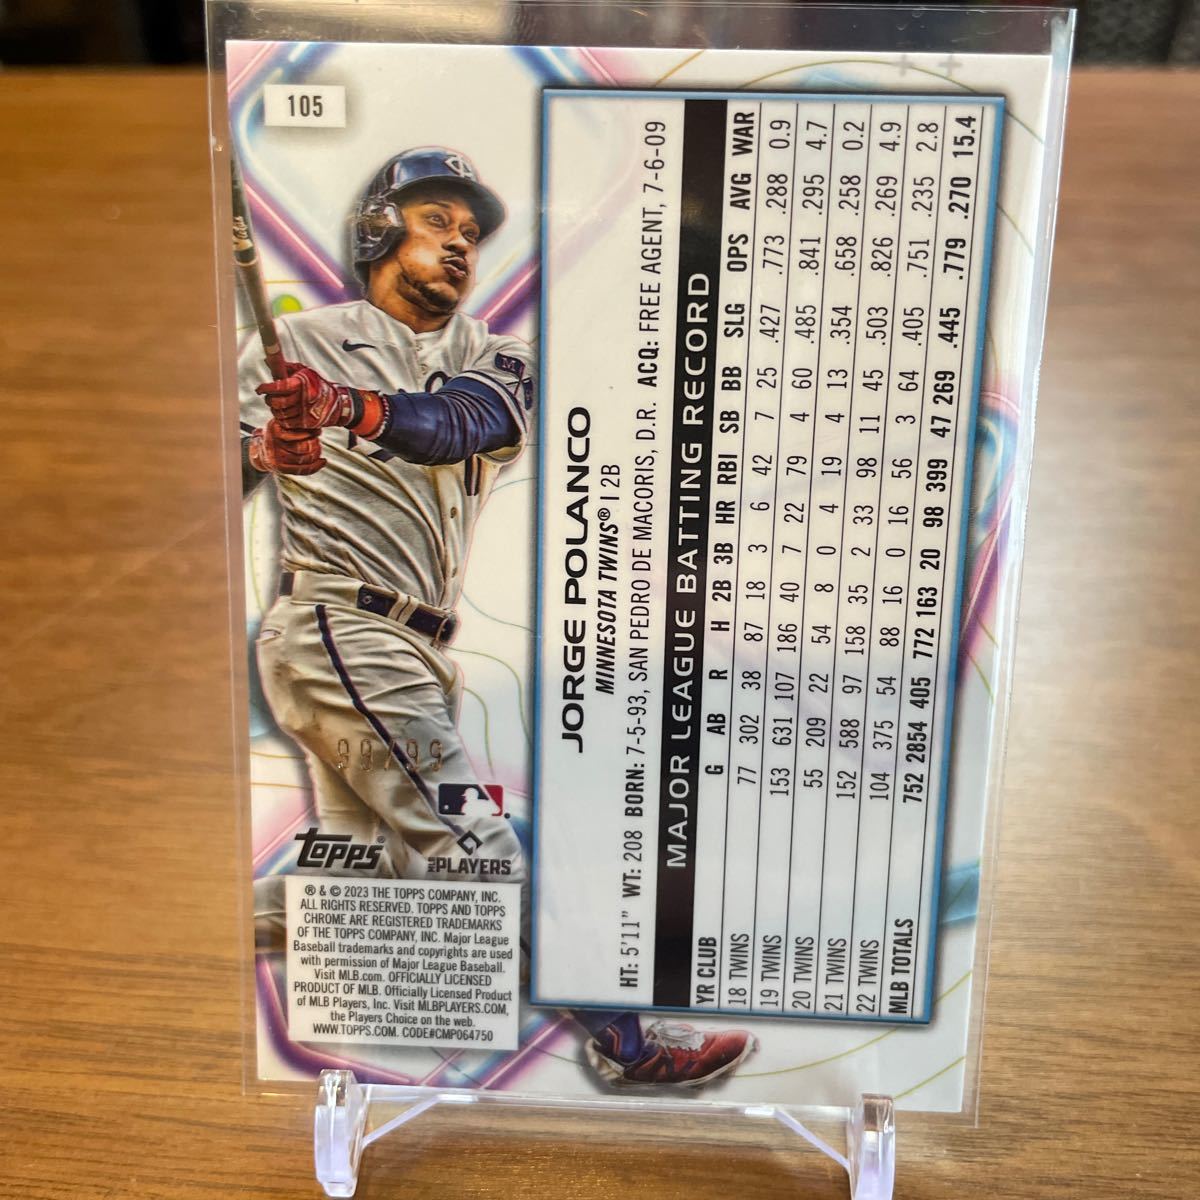 105
JORGE POLANCO
MINNESOTA TWINS® | 2B
HT: 5'11" WT: 208 BORN: 7-5-93, SAN PEDRO DE MACORIS, D.R. ACQ: FREE AGENT, 7-6-09
MAJOR LEAGUE BATTING RECORD
YR CLUB G AB R H 2B 3B HR RBI SB BB SLG OPS AVG WAR
18 TWINS 77 302 38 87 18 3 6 42 7 25 .427 .773 .288 0.9
19 TWINS 153 631 107 186 40 7 22 79 4 60 .485 .841 .295 4.7
20 TWINS 55 209 22 54 8 0 4 19 4 13 .354 .658 .258 0.2
21 TWINS 152 588 97 158 35 2 33 98 11 45 .503 .826 .269 4.9
22 TWINS 104 375 54 88 16 0 16 56 3 64 .405 .751 .235 2.8
MLB TOTALS 752 2854 405 772 163 20 98 399 47 269 .445 .779 .270 15.4
99/99
TOPPS®
MLB PLAYERS
® & © 2023 THE TOPPS COMPANY, INC.
ALL RIGHTS RESERVED. TOPPS AND TOPPS
CHROME ARE REGISTERED TRADEMARKS
OF THE TOPPS COMPANY, INC. Major League
Baseball trademarks and copyrights are used
with permission of Major League Baseball.
Visit MLB.com. OFFICIALLY LICENSED
PRODUCT OF MLB. Officially Licensed Product
of MLB Players, Inc. Visit MLBPLAYERS.COM,
the Players Choice on the web.
WWW.TOPPS.COM. CODE#CMP064750